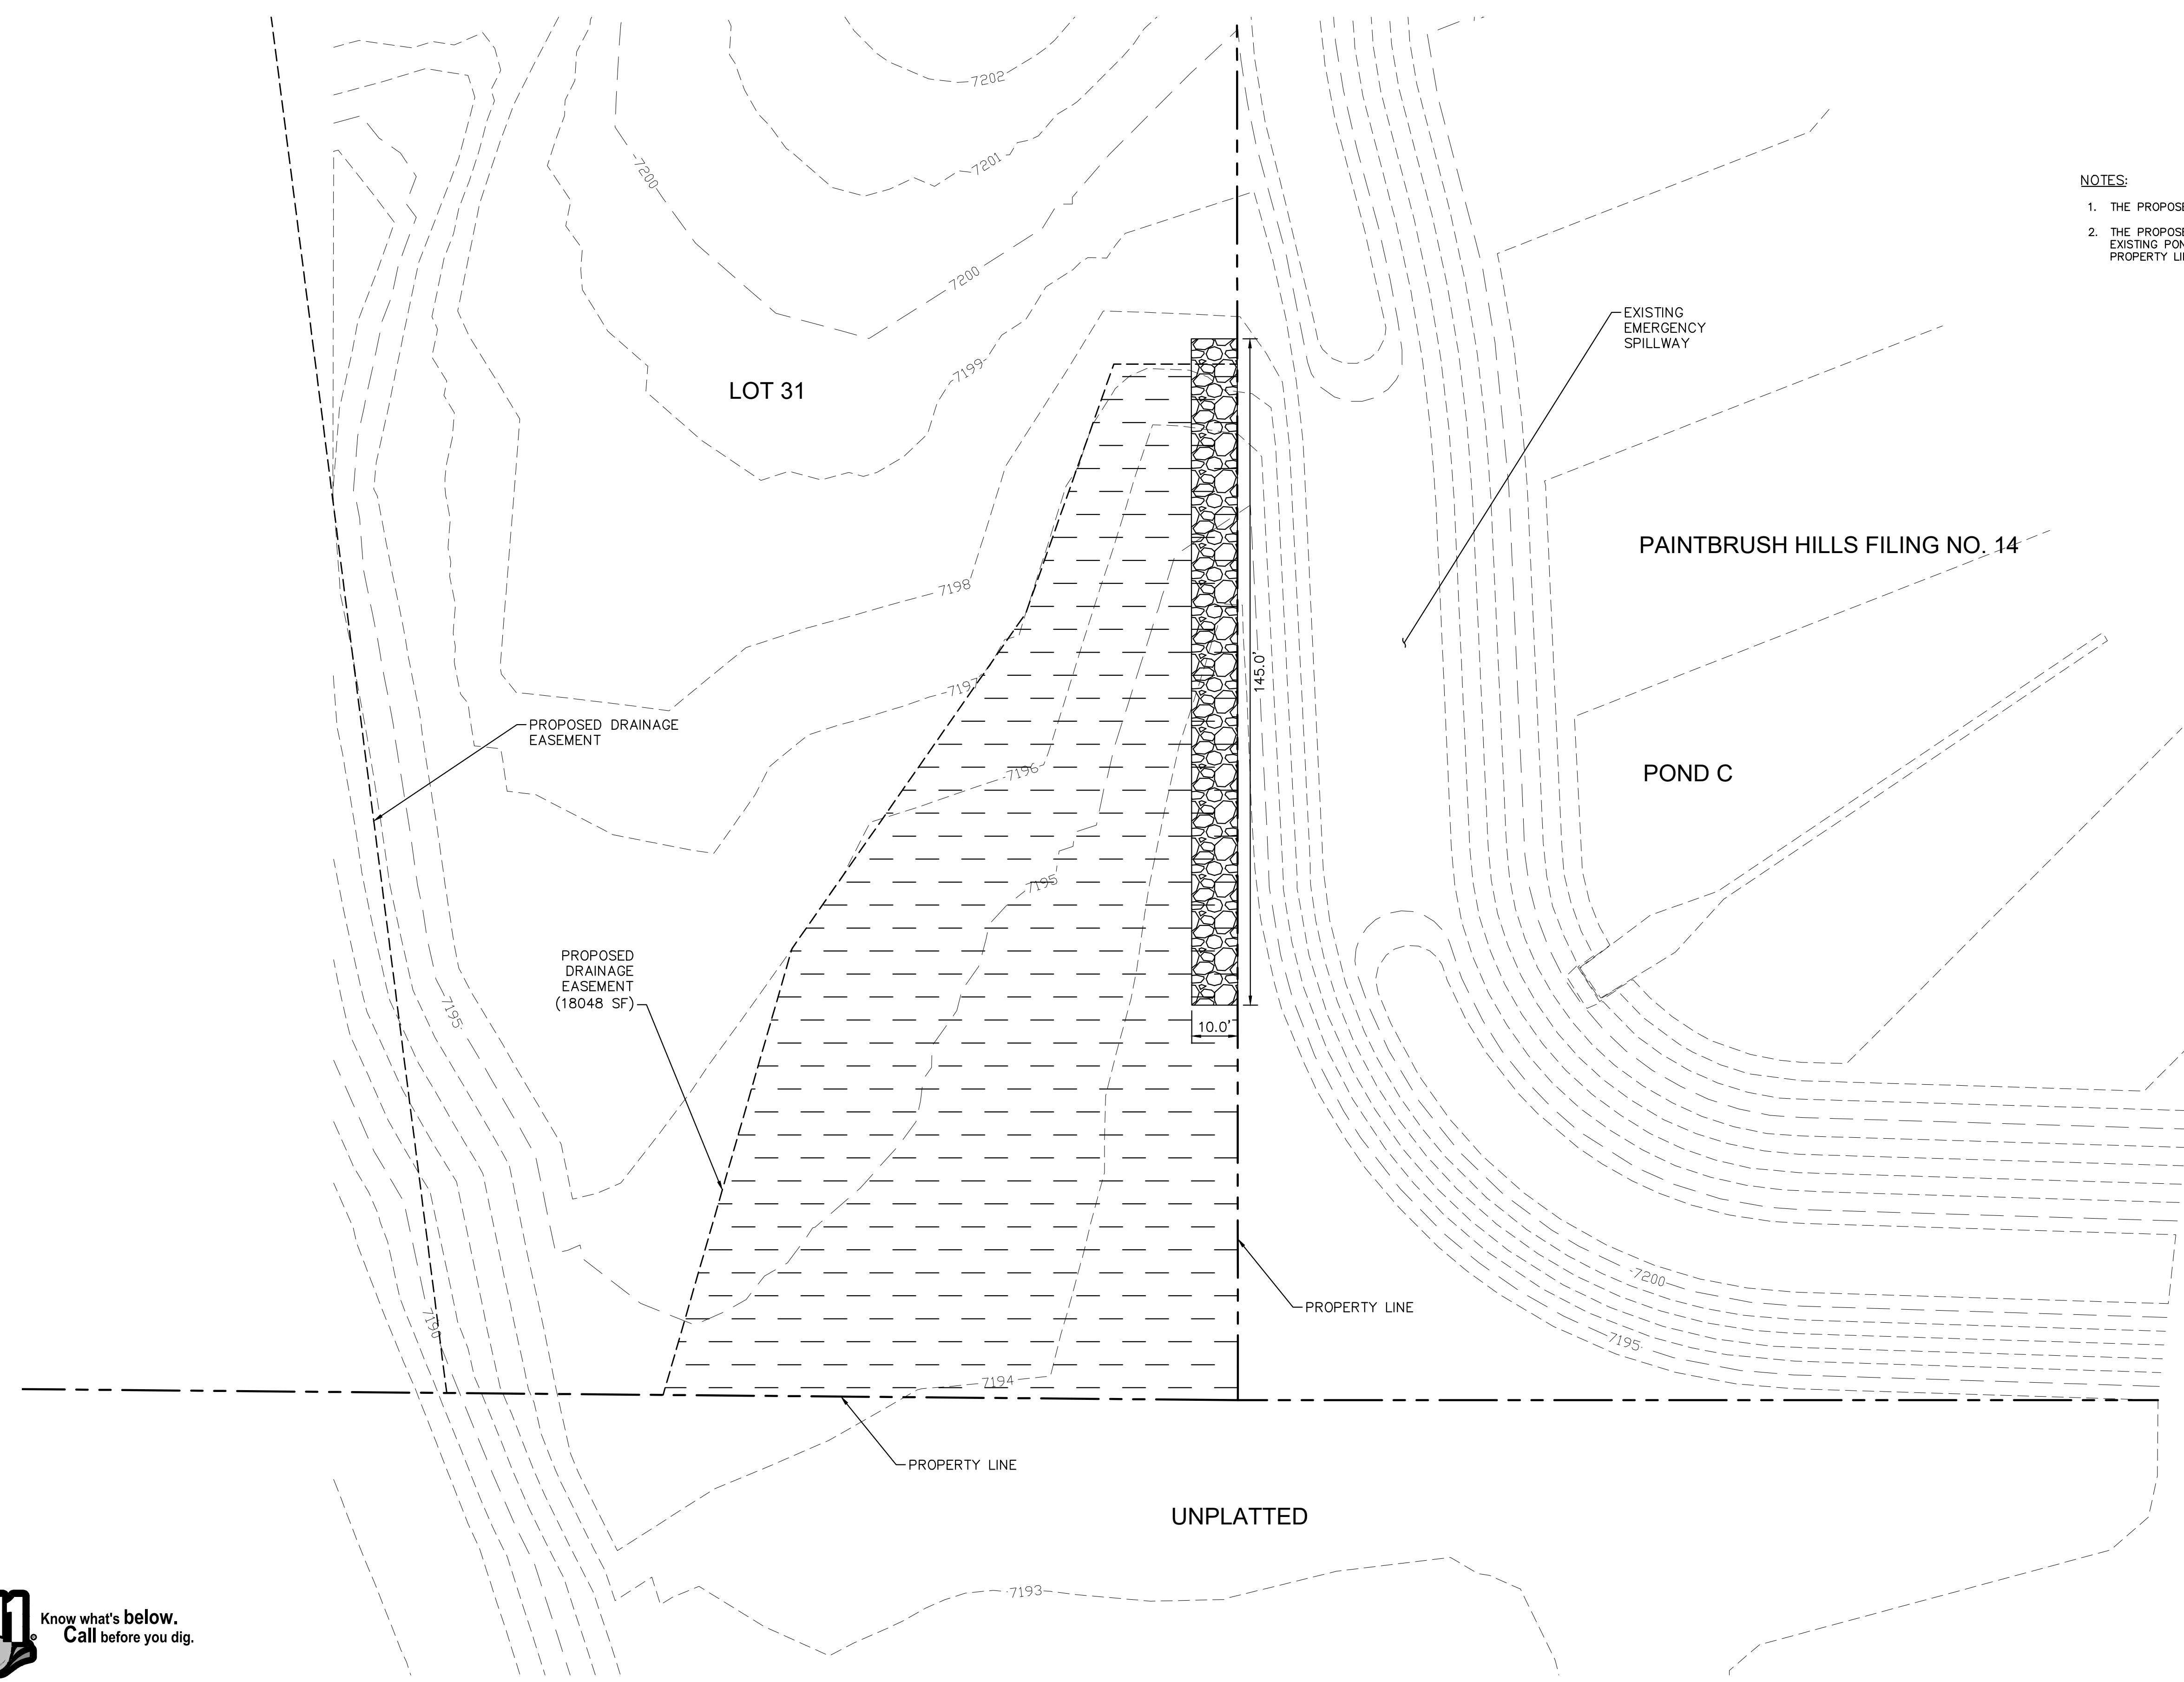 7202
7201
7200
NOTES:
1. THE PROPOSE
2. THE PROPOSE
EXISTING PON
PROPERTY LI
7200
EXISTING
EMERGENCY
SPILLWAY
7199
LOT 31
PAINTBRUSH HILLS FILING NO. 14
7198
145.0'
7197
PROPOSED DRAINAGE
EASEMENT
7196
POND C
7195
PROPOSED
DRAINAGE
EASEMENT
(18048 SF)
7195
10.0'
7200
PROPERTY LINE
7190
7195
7194
PROPERTY LINE
UNPLATTED
7193
Know what's below.
Call before you dig.